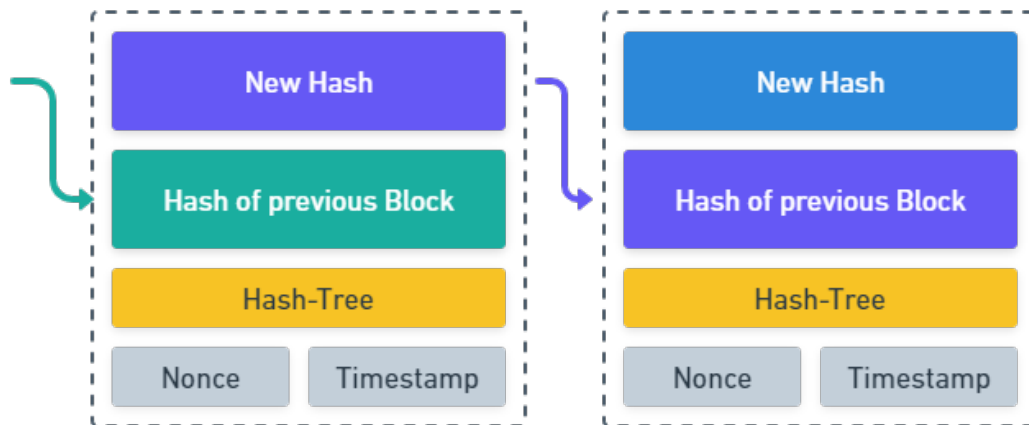 New Hash
Hash of previous Block
Hash-Tree
Nonce
Timestamp
New Hash
Hash of previous Block
Hash-Tree
Nonce
Timestamp